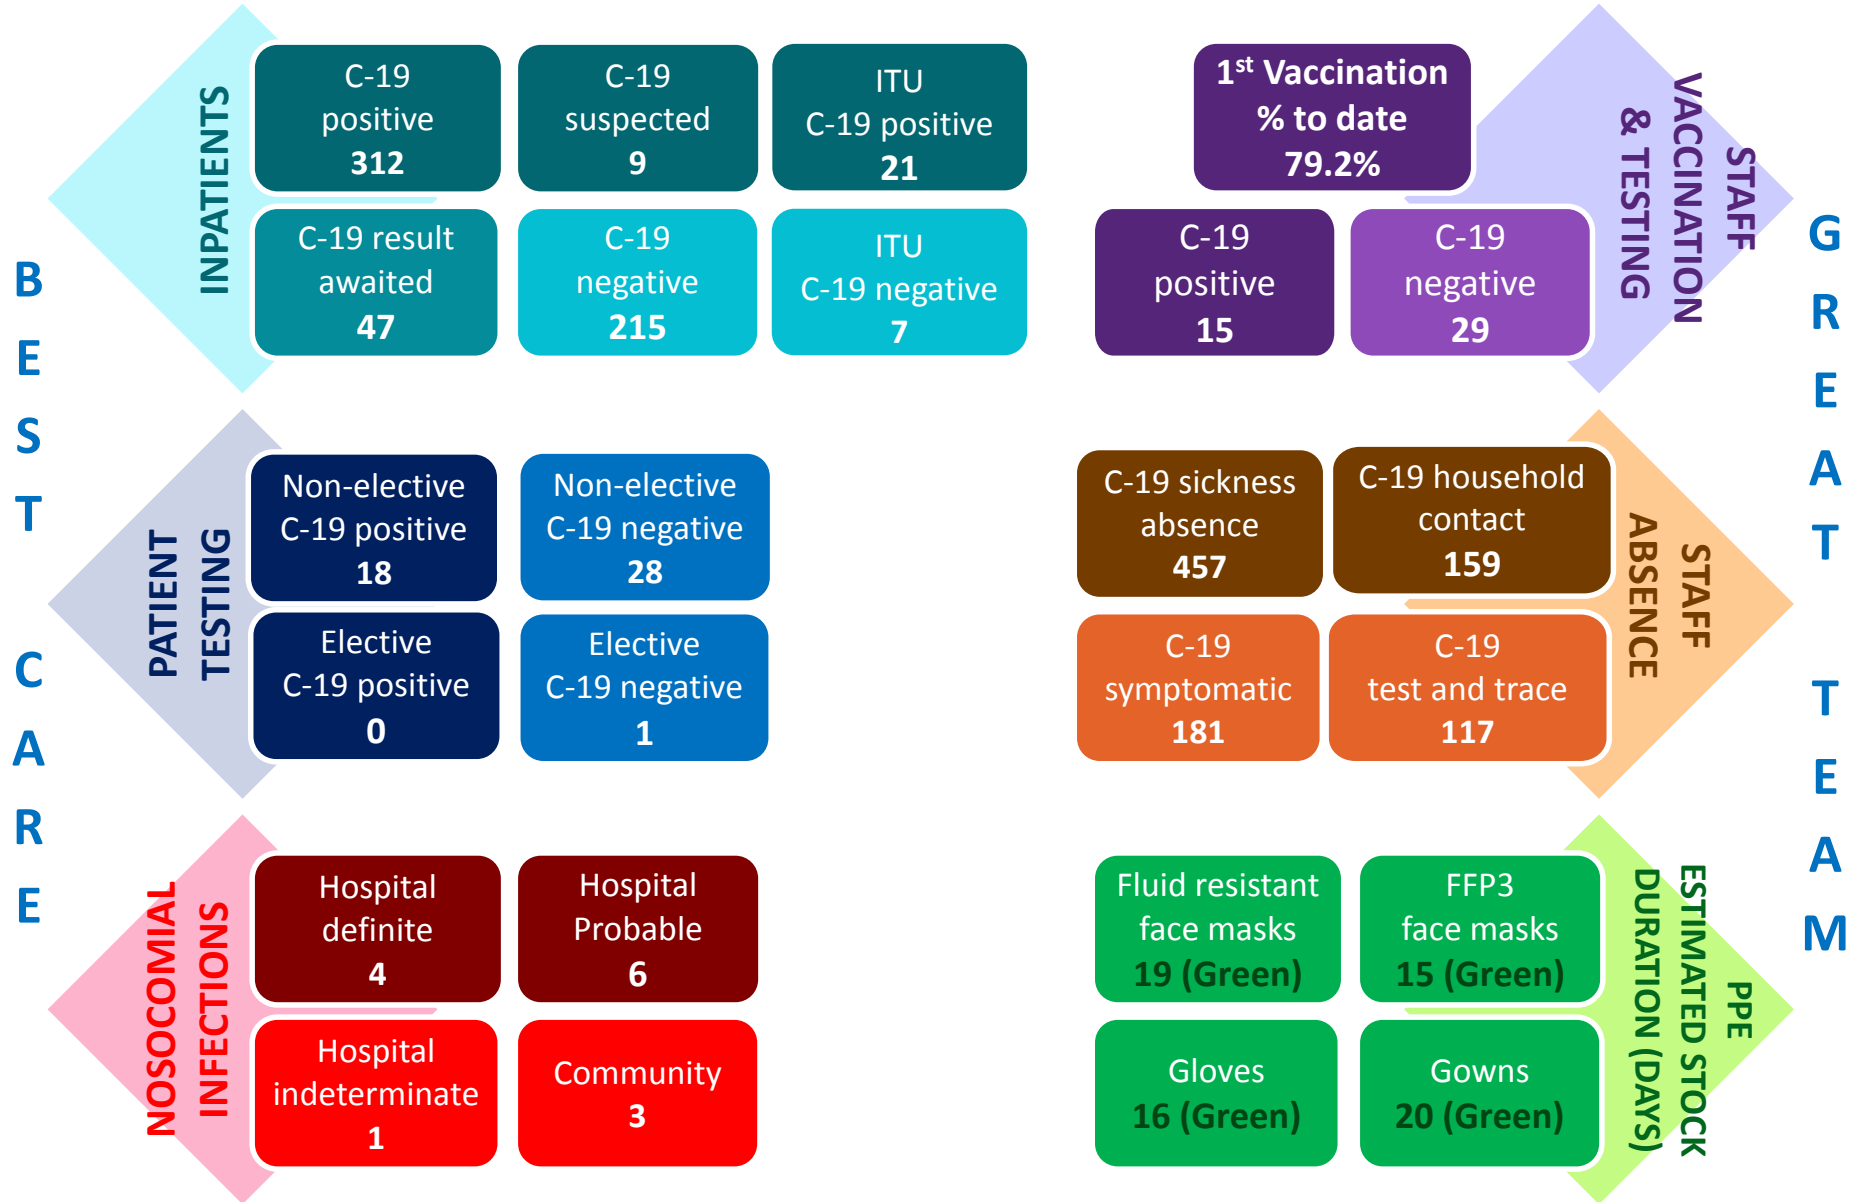 BEST CARE
INPATIENTS
C-19
positive
312
C-19
suspected
9
ITU
C-19 positive
21
C-19 result
awaited
47
C-19
negative
215
ITU
C-19 negative
7
PATIENT
TESTING
Non-elective
C-19 positive
18
Non-elective
C-19 negative
28
Elective
C-19 positive
0
Elective
C-19 negative
1
NOSOCOMIAL
INFECTIONS
Hospital
definite
4
Hospital
Probable
6
Hospital
indeterminate
1
Community
3
1st Vaccination
% to date
79.2%
C-19
positive
15
C-19
negative
29
STAFF
VACCINATION
& TESTING
C-19 sickness
absence
457
C-19 household
contact
159
C-19
symptomatic
181
C-19
test and trace
117
STAFF
ABSENCE
Fluid resistant
face masks
19 (Green)
FFP3
face masks
15 (Green)
Gloves
16 (Green)
Gowns
20 (Green)
PPE
ESTIMATED STOCK
DURATION (DAYS)
GREAT TEAM